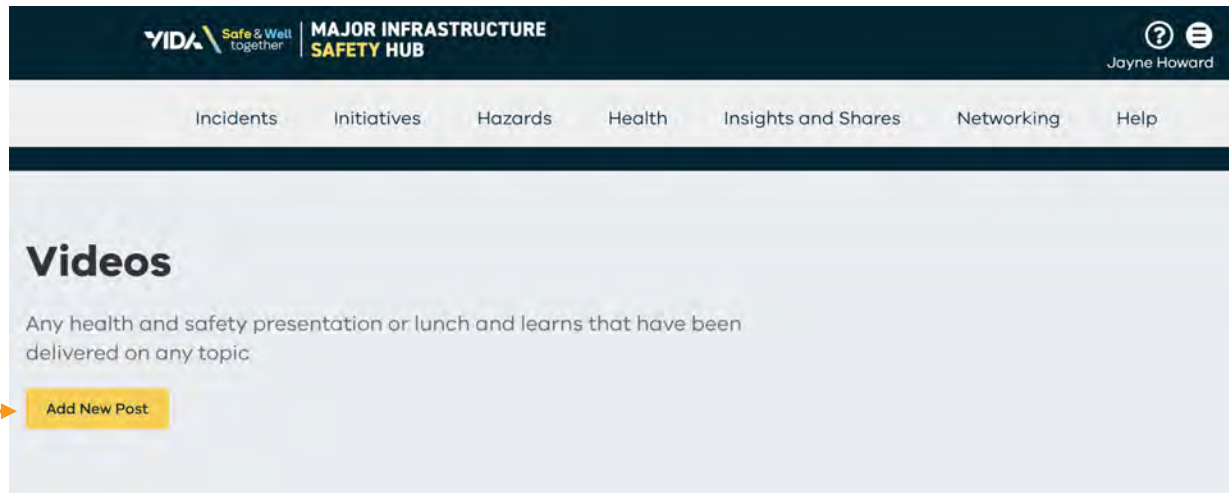 VIDA Safe & Well together MAJOR INFRASTRUCTURE SAFETY HUB
Jayne Howard
Incidents Initiatives Hazards Health Insights and Shares Networking Help
Videos
Any health and safety presentation or lunch and learns that have been
delivered on any topic
Add New Post